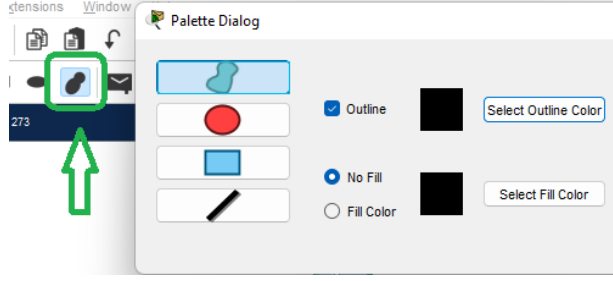 xtensions Window
Palette Dialog
273
Outline
Select Outline Color
No Fill
Select Fill Color
Fill Color